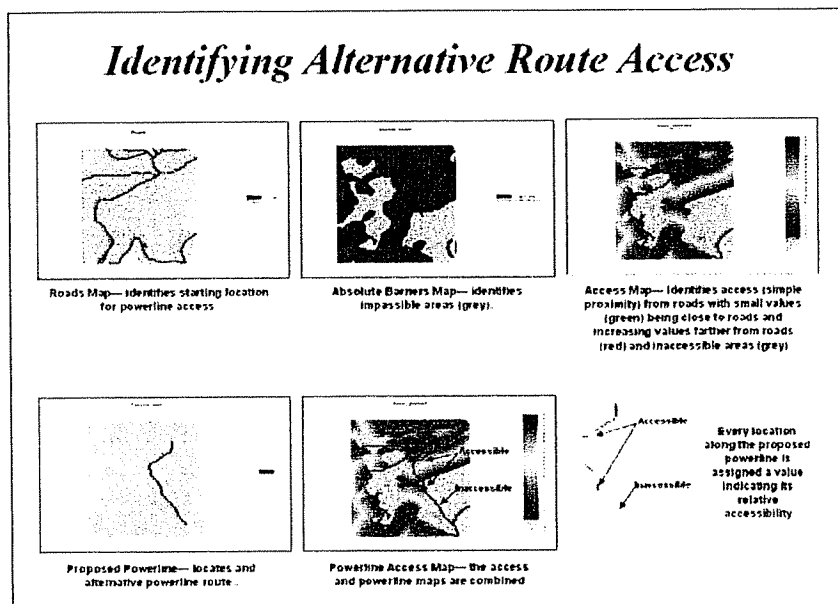 Identifying Alternative Route Access
Roads Map— Identifies starting location
for powerline access
Absolute Barriers Map— identifies
impassible areas (grey).
Access Map— Identifies access (simple
proximity) from roads with small values
(green) being close to roads and
increasing values farther from roads
(red) and inaccessible areas (grey)
Accessible
Inaccessible
Accessible
Inaccessible
Every location
along the proposed
powerline is
assigned a value
indicating its
relative
accessibility
Proposed Powerline— locates and
alternative powerline route .
Powerline Access Map— the access
and powerline maps are combined